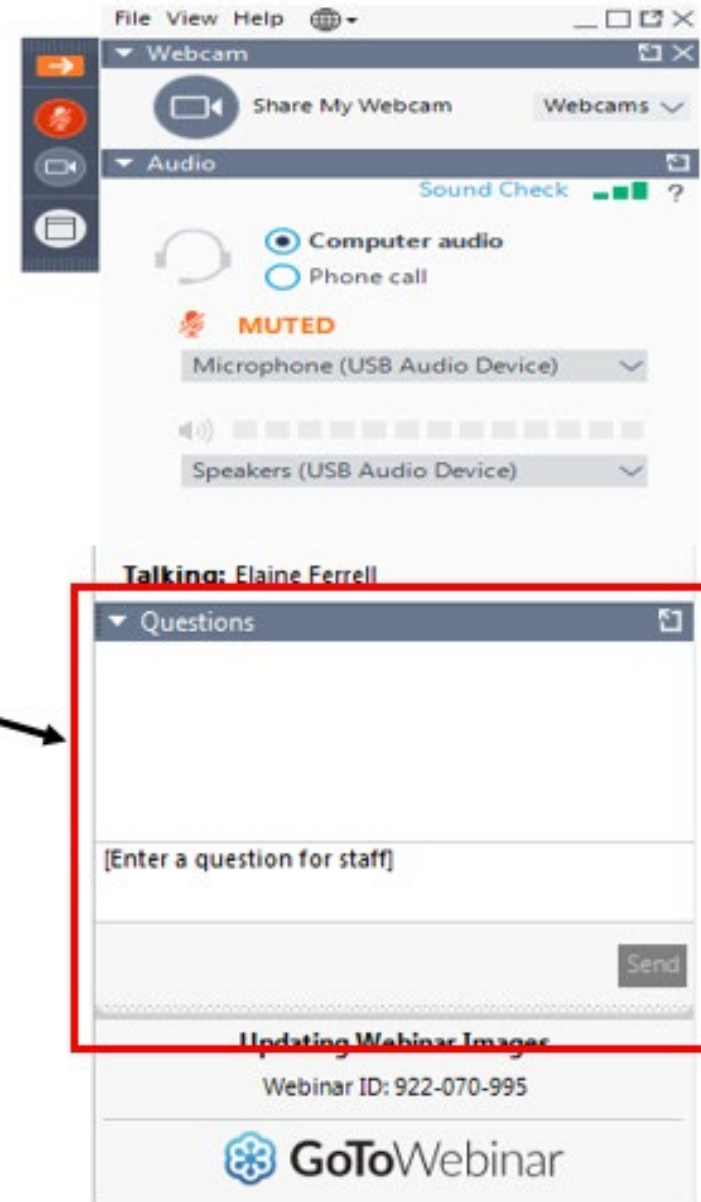 File View Help
Webcam
Share My Webcam Webcams
Audio
Sound Check ?
Computer audio
Phone call
MUTED
Microphone (USB Audio Device)
Speakers (USB Audio Device)
Talking: Elaine Ferrell
Questions
[Enter a question for staff]
Send
Updating Webinar Images
Webinar ID: 922-070-995
GoToWebinar